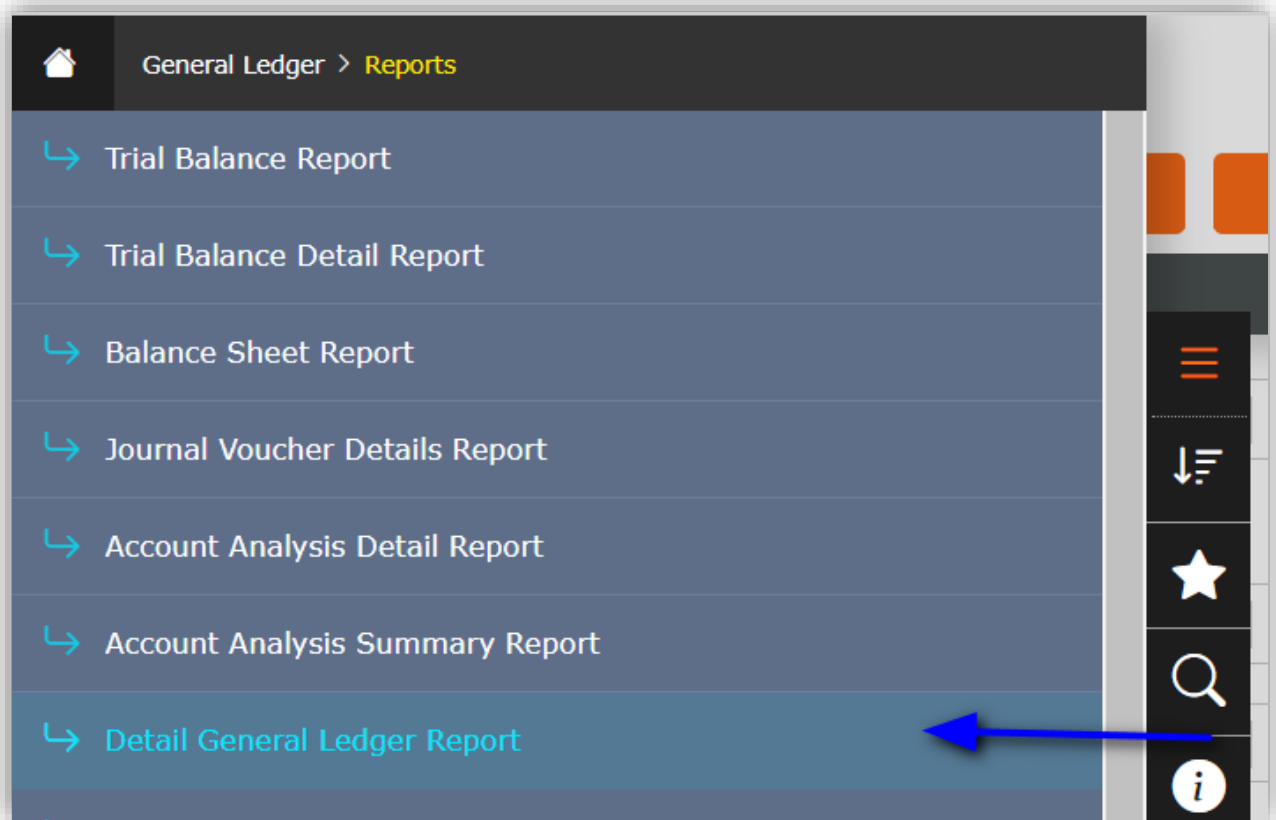 General Ledger > Reports
Trial Balance Report
Trial Balance Detail Report
Balance Sheet Report
Journal Voucher Details Report
Account Analysis Detail Report
Account Analysis Summary Report
Detail General Ledger Report